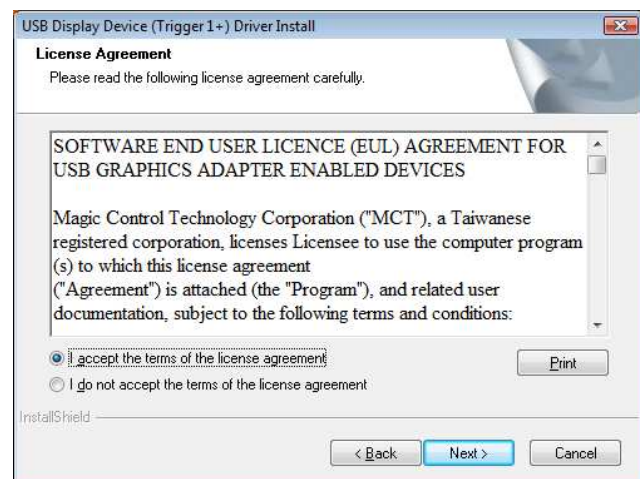 USB Display Device (Trigger 1+) Driver Install
License Agreement
Please read the following license agreement carefully.
SOFTWARE END USER LICENCE (EUL) AGREEMENT FOR
USB GRAPHICS ADAPTER ENABLED DEVICES
Magic Control Technology Corporation ("MCT"), a Taiwanese
registered corporation, licenses Licensee to use the computer program
(s) to which this license agreement
("Agreement") is attached (the "Program"), and related user
documentation, subject to the following terms and conditions:
I accept the terms of the license agreement
Print
I do not accept the terms of the license agreement
InstallShield
< Back
Next >
Cancel